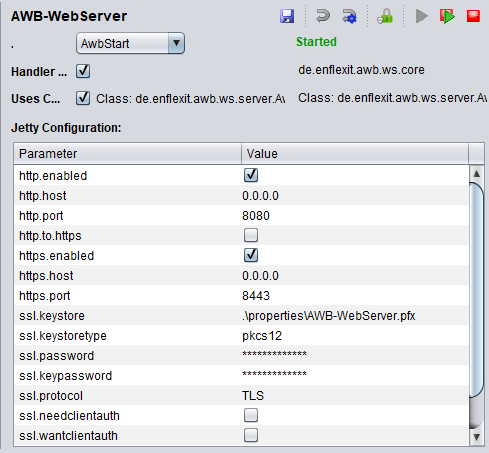 AWB-WebServer
. AwbStart Started
Handler ... de.enflexit.awb.ws.core
Uses C... Class: de.enflexit.awb.ws.server.Aw Class: de.enflexit.awb.ws.server.Aw
Jetty Configuration:
Parameter Value
http.enabled
http.host 0.0.0.0
http.port 8080
http.to.https
https.enabled
https.host 0.0.0.0
https.port 8443
ssl.keystore .\properties\AWB-WebServer.pfx
ssl.keystoretype pkcs12
ssl.password *************
ssl.keypassword *************
ssl.protocol TLS
ssl.needclientauth
ssl.wantclientauth